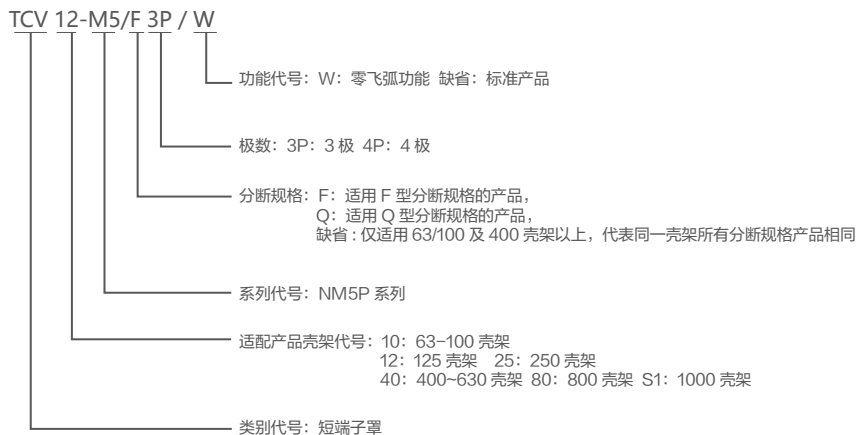 TCV 12-M5/F 3P / W
功能代号：W：零飞弧功能 缺省：标准产品
极数：3P：3 极 4P：4 极
分断规格：F：适用 F 型分断规格的产品，
Q：适用 Q 型分断规格的产品，
缺省 : 仅适用 63/100 及 400 壳架以上，代表同一壳架所有分断规格产品相同
系列代号：NM5P 系列
适配产品壳架代号：10：63-100 壳架
12：125 壳架 25：250 壳架
40：400~630 壳架 80：800 壳架 S1：1000 壳架
类别代号：短端子罩